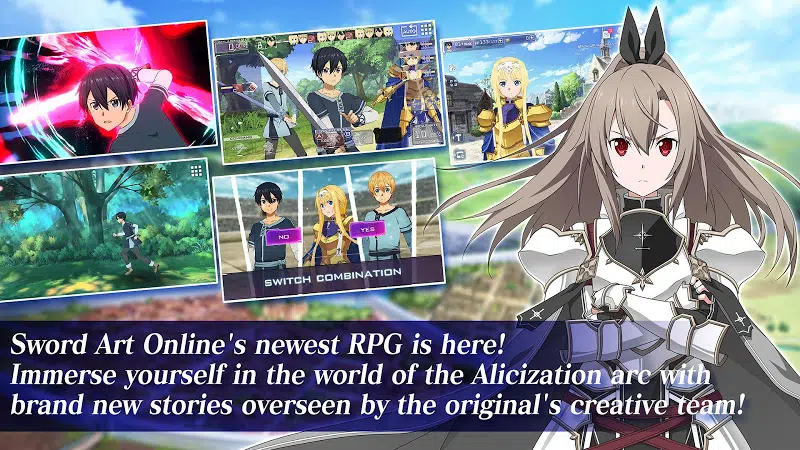 AUTO
NO
YES
SWITCH COMBINATION
Sword Art Online's newest RPG is here!
Immerse yourself in the world of the Alicization arc with
brand new stories overseen by the original's creative team!